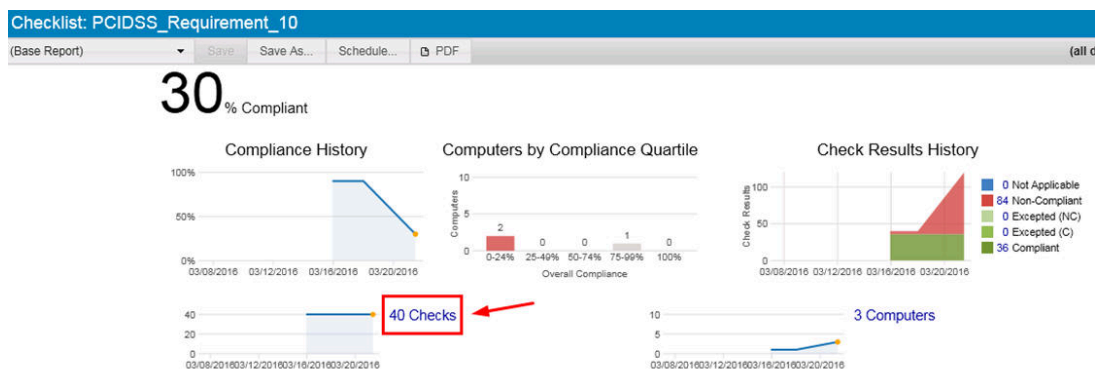 Checklist: PCIDSS_Requirement_10
(Base Report) Save Save As... Schedule... PDF (all d
30% Compliant
Compliance History
100%
50%
0%
03/08/2016 03/12/2016 03/16/2016 03/20/2016
Computers by Compliance Quartile
Computers
10
5
0
2 0 0 1 0
0-24% 25-49% 50-74% 75-99% 100%
Overall Compliance
Check Results History
Check Results
100
50
0
03/08/2016 03/12/2016 03/16/2016 03/20/2016
0 Not Applicable
84 Non-Compliant
0 Excepted (NC)
0 Excepted (C)
36 Compliant
40
20
0
03/08/2016 03/12/2016 03/16/2016 03/20/2016
40 Checks
10
5
0
03/08/2016 03/12/2016 03/16/2016 03/20/2016
3 Computers